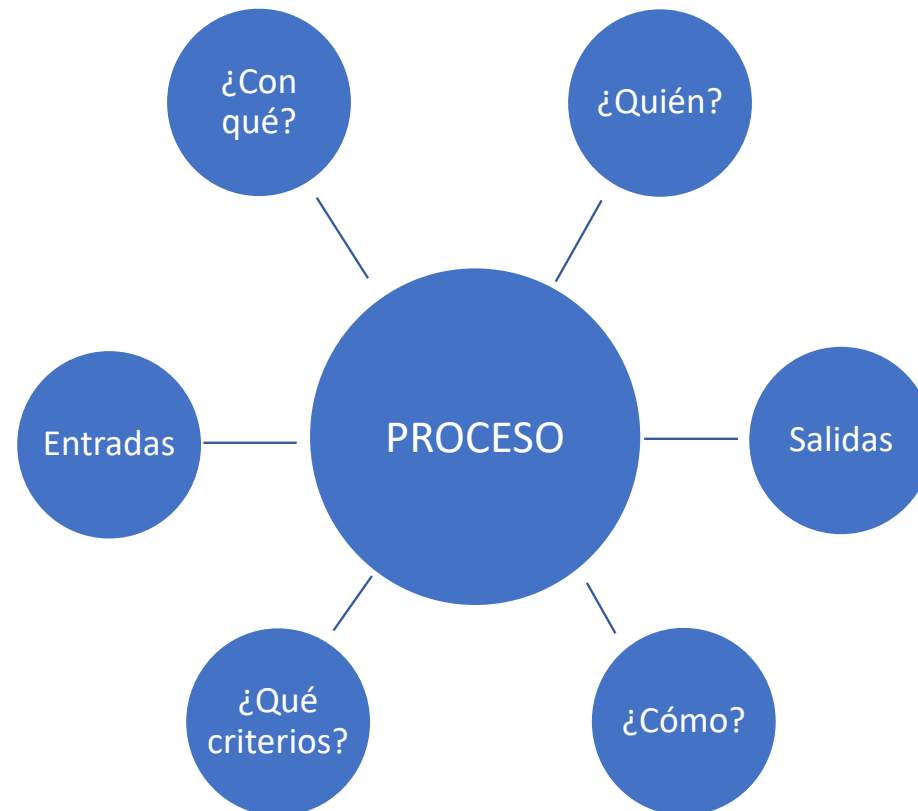 ¿Con
qué?
¿Quién?
Entradas
PROCESO
Salidas
¿Qué
criterios?
¿Cómo?